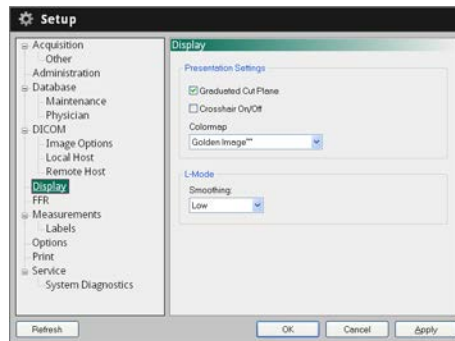 Setup
Acquisition
Other
Administration
Database
Maintenance
Physician
DICOM
Image Options
Local Host
Remote Host
Display
FFR
Measurements
Labels
Options
Print
Service
System Diagnostics
Refresh
Display
Presentation Settings
Graduated Cut Plane
Crosshair On/Off
Colormap
Golden Image™
L-Mode
Smoothing:
Low
OK Cancel Apply